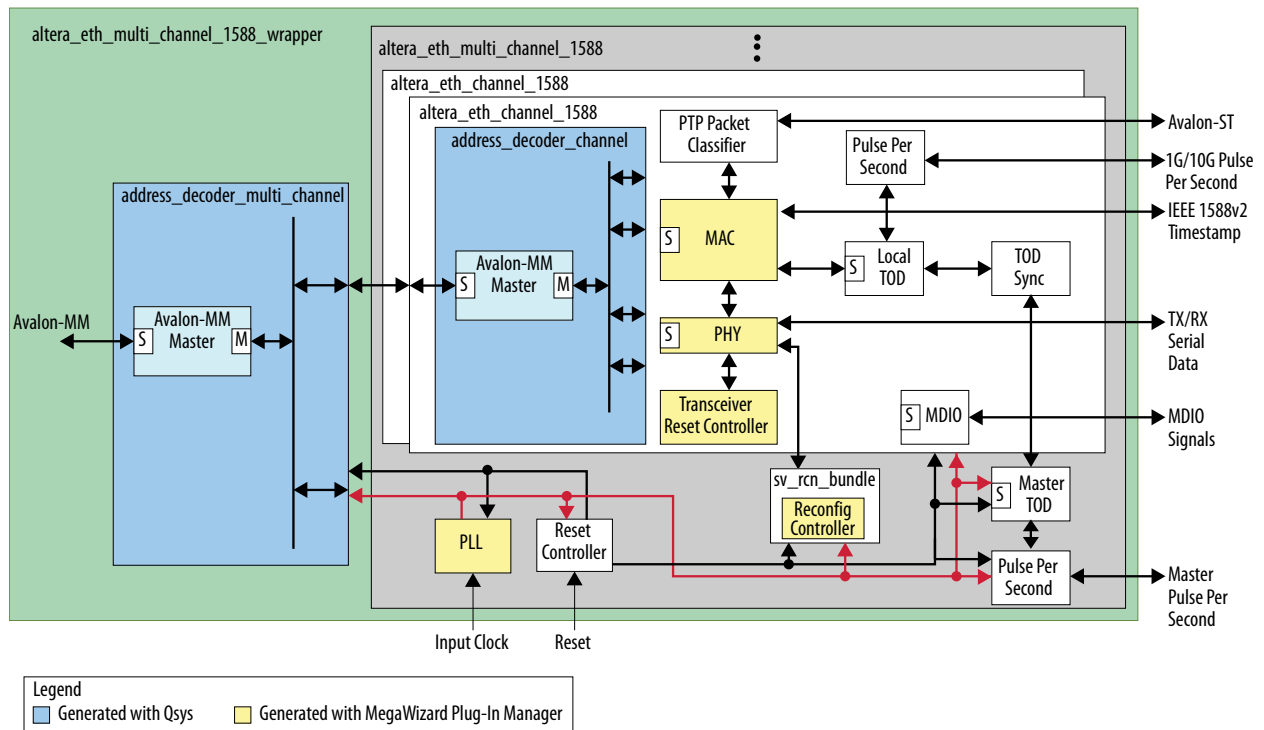 altera_eth_multi_channel_1588_wrapper
altera_eth_multi_channel_1588
altera_eth_channel_1588
altera_eth_channel_1588
address_decoder_channel
PTP Packet
Classifier
Pulse Per
Second
Avalon-ST
1G/10G Pulse
Per Second
address_decoder_multi_channel
S
MAC
IEEE 1588v2
Timestamp
S
Avalon-MM
Master
M
S
Local
TOD
TOD
Sync
Avalon-MM
S
Avalon-MM
Master
M
S
PHY
TX/RX
Serial
Data
Transceiver
Reset Controller
S
MDIO
MDIO
Signals
sv_rcn_bundle
Reconfig
Controller
S
Master
TOD
PLL
Reset
Controller
Pulse Per
Second
Master
Pulse Per
Second
Input Clock
Reset
Legend
Generated with Qsys
Generated with MegaWizard Plug-In Manager